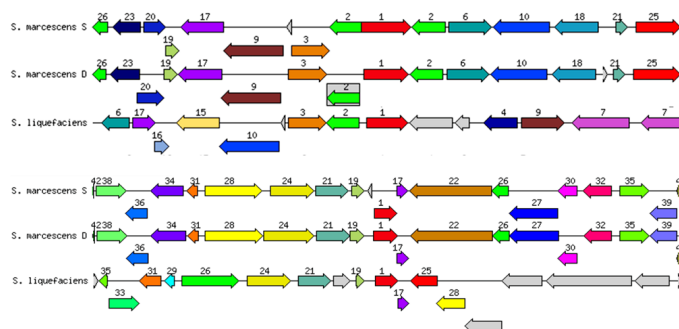 26 23 20 17 2 1 2 6 10 18 21 25
S. marcescens S
19 9 3
26 23 19 17 3 1 2 6 10 18 21 25
S. marcescens D
20 9 2
6 17 15 3 2 1 4 9 7 7
S. liquefaciens
16 10
4238 34 31 28 24 21 19 17 22 26 30 32 35
S. marcescens S
36 1 27 39
4238 34 31 28 24 21 19 1 22 26 27 32 35 39
S. marcescens D
36 17 30
35 31 29 26 24 21 19 1 25
S. liquefaciens
33 17 28